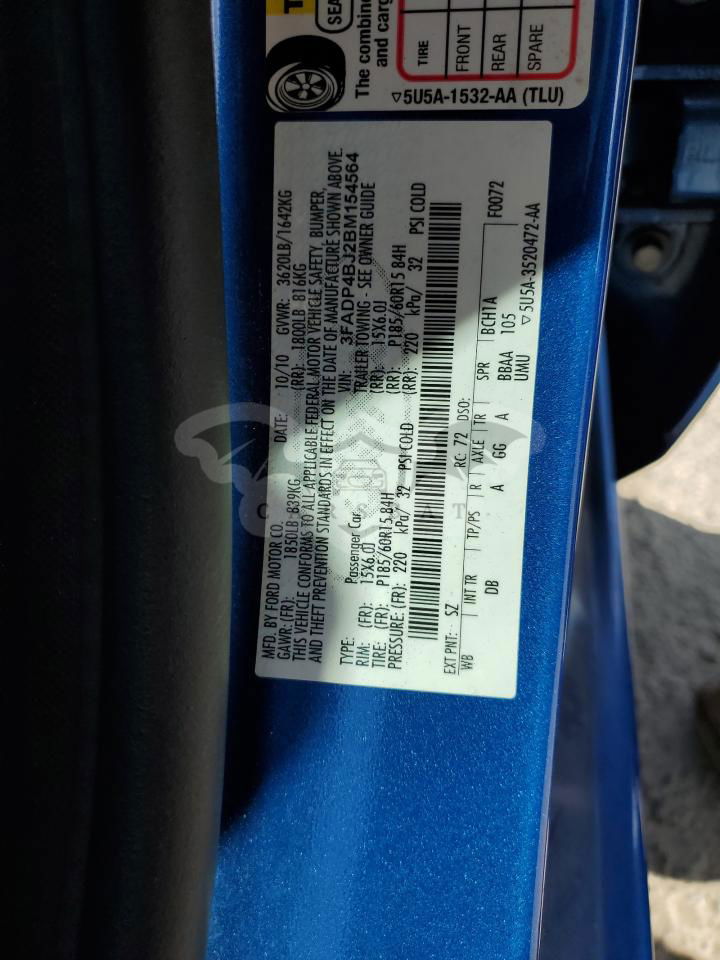 SEA
The combine
and carg
TIRE
FRONT
REAR
SPARE
▽5U5A-1532-AA (TLU)
MFD. BY FORD MOTOR CO.
DATE: 10/10 GVWR: 3620LB/1642KG
GAWR: (FR): 1850LB 839KG (RR): 1800LB 816KG
THIS VEHICLE CONFORMS TO ALL APPLICABLE FEDERAL MOTOR VEHICLE SAFETY, BUMPER,
AND THEFT PREVENTION STANDARDS IN EFFECT ON THE DATE OF MANUFACTURE SHOWN ABOVE.
VIN: 3FADP4BJ2BM154564
TYPE: Passenger Car TRAILER TOWING - SEE OWNER GUIDE
RIM: (FR): 15X6.0J (RR): 15X6.0J
TIRE: (FR): P185/60R15 84H (RR): P185/60R15 84H
PRESSURE: (FR): 220 kPa/ 32 PSI COLD (RR): 220 kPa/ 32 PSI COLD
EXT PNT: SZ RC: 72 DSO: F0072
WB INT TR TP/PS R AXLE TR SPR BCH1A
DB A GG A BBAA 105
UMU ▽5U5A-3520472-AA